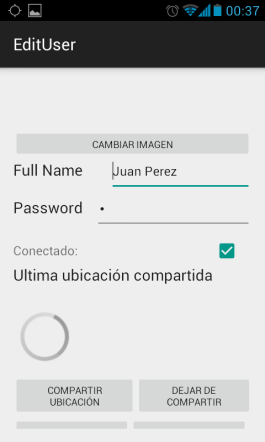 00:37
EditUser
CAMBIAR IMAGEN
Full Name Juan Perez
Password •
Conectado:
Ultima ubicación compartida
COMPARTIR
UBICACIÓN
DEJAR DE
COMPARTIR